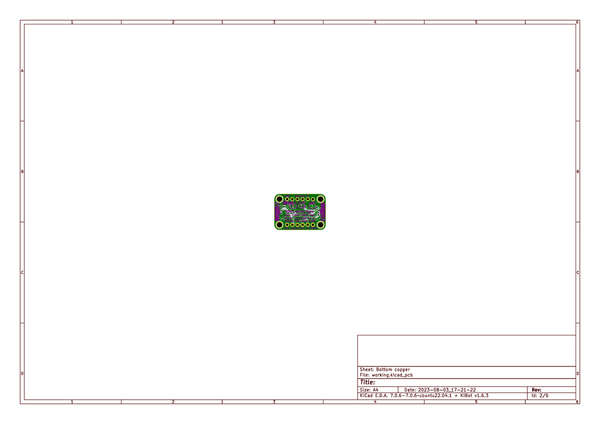 1 2 3 4 5 6
A A
B B
C C
Sheet: Bottom copper
File: working.kicad_pcb
D D
Title:
Size: A4 Date: 2023-08-03_17-21-22 Rev:
KiCad E.D.A. 7.0.6-7.0.6~ubuntu22.04.1 + KiBot v1.6.3 Id: 2/6
1 2 3 4 5 6